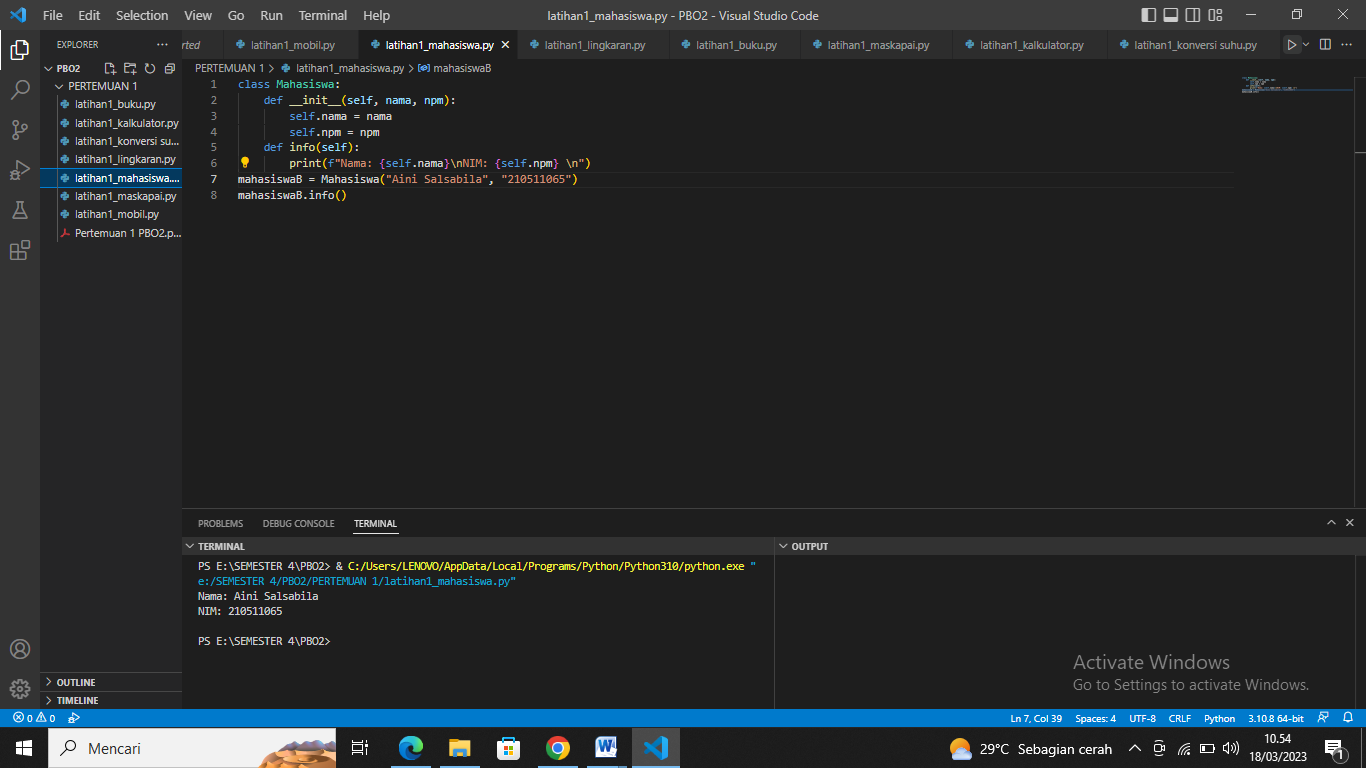 File Edit Selection View Go Run Terminal Help
latihan1_mahasiswa.py - PBO2 - Visual Studio Code
EXPLORER
PBO2
PERTEMUAN 1
latihan1_buku.py
latihan1_kalkulator.py
latihan1_konversi su...
latihan1_lingkaran.py
latihan1_mahasiswa....
latihan1_maskapai.py
latihan1_mobil.py
Pertemuan 1 PBO2.p...
OUTLINE
TIMELINE
rted latihan1_mobil.py latihan1_mahasiswa.py latihan1_lingkaran.py latihan1_buku.py latihan1_maskapai.py latihan1_kalkulator.py latihan1_konversi suhu.py
PERTEMUAN 1 > latihan1_mahasiswa.py > mahasiswaB
1 class Mahasiswa:
2 def __init__(self, nama, npm):
3 self.nama = nama
4 self.npm = npm
5 def info(self):
6 print(f"Nama: {self.nama}\nNIM: {self.npm} \n")
7 mahasiswaB = Mahasiswa("Aini Salsabila", "210511065")
8 mahasiswaB.info()
PROBLEMS DEBUG CONSOLE TERMINAL
TERMINAL
PS E:\SEMESTER 4\PBO2> & C:/Users/LENOVO/AppData/Local/Programs/Python/Python310/python.exe "
e:/SEMESTER 4/PBO2/PERTEMUAN 1/latihan1_mahasiswa.py"
Nama: Aini Salsabila
NIM: 210511065
PS E:\SEMESTER 4\PBO2>
OUTPUT
Activate Windows
Go to Settings to activate Windows.
0 0 Ln 7, Col 39 Spaces: 4 UTF-8 CRLF Python 3.10.8 64-bit
Mencari
29°C Sebagian cerah
10.54
18/03/2023
1